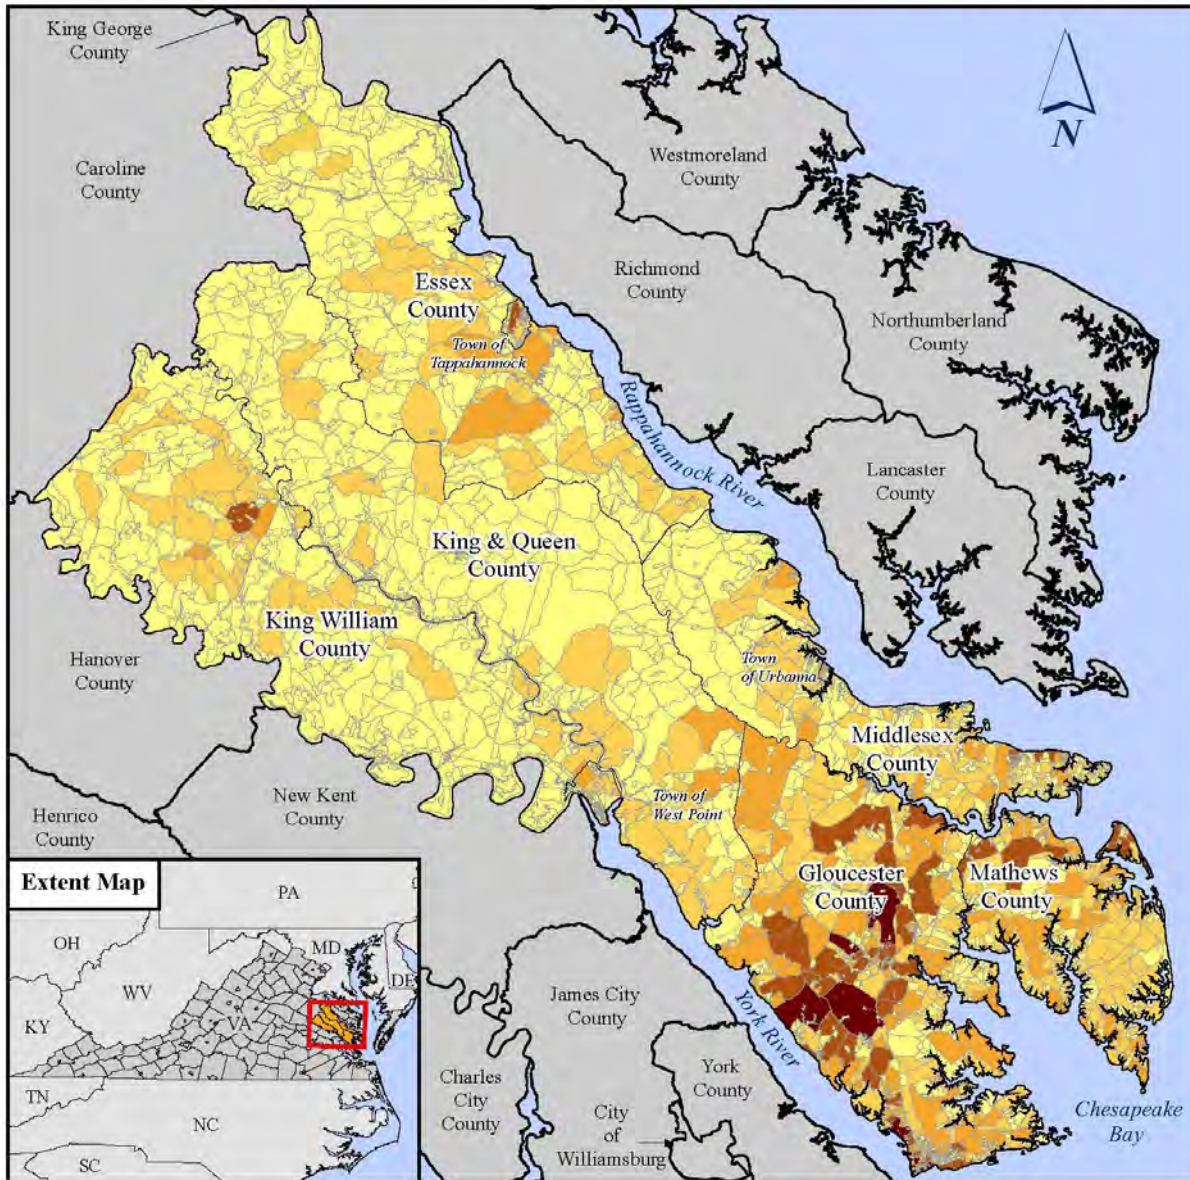 King George
County
Caroline
County
Westmoreland
County
N
Richmond
County
Essex
County
Northumberland
County
Town of
Tappahannock
Rappahannock River
Lancaster
County
King & Queen
County
King William
County
Hanover
County
Town
of Urbanna
Middlesex
County
New Kent
County
Town of
West Point
Henrico
County
Gloucester
County
Mathews
County
Extent Map
PA
OH
MD
DE
WV
KY
VA
TN
NC
SC
James City
County
York River
York
County
Charles
City
County
City
of
Williamsburg
Chesapeake
Bay